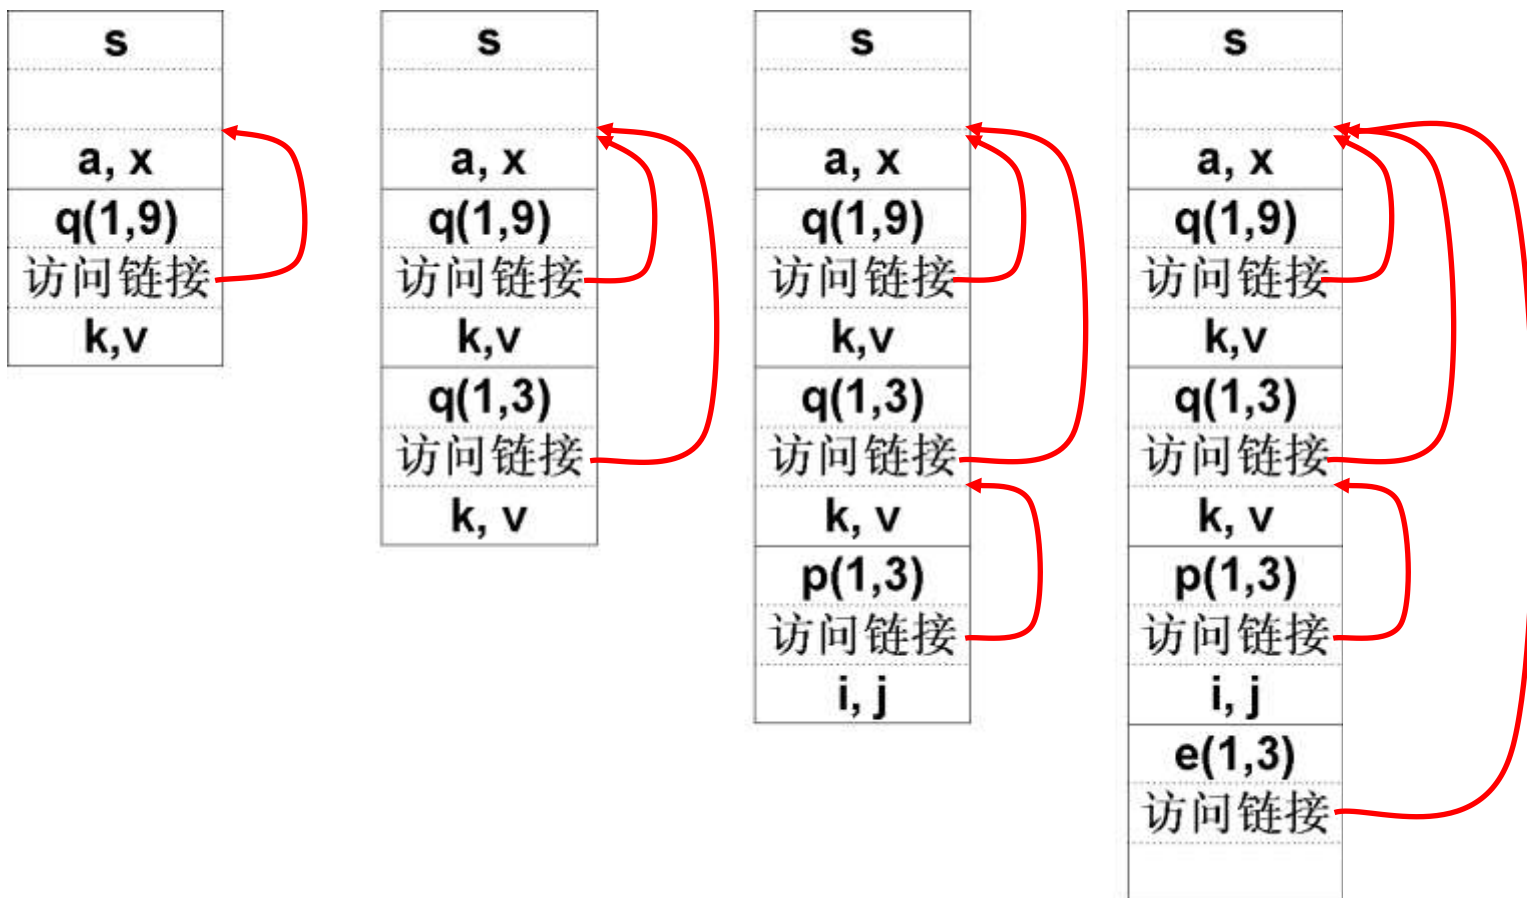 s
a, x
q(1,9)
访问链接
k,v
s
a, x
q(1,9)
访问链接
k,v
q(1,3)
访问链接
k, v
s
a, x
q(1,9)
访问链接
k,v
q(1,3)
访问链接
k, v
p(1,3)
访问链接
i, j
s
a, x
q(1,9)
访问链接
k,v
q(1,3)
访问链接
k, v
p(1,3)
访问链接
i, j
e(1,3)
访问链接